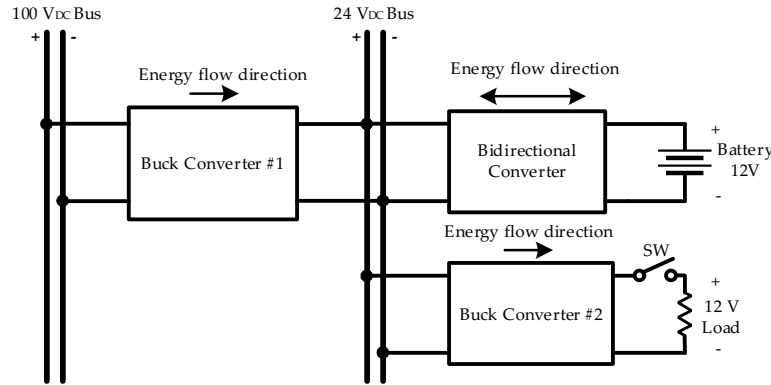 100 VDC Bus
24 VDC Bus
+ -
+ -
Energy flow direction
Energy flow direction
Buck Converter #1
Bidirectional
Converter
+
Battery
12V
-
Energy flow direction
SW
Buck Converter #2
+
12 V
Load
-